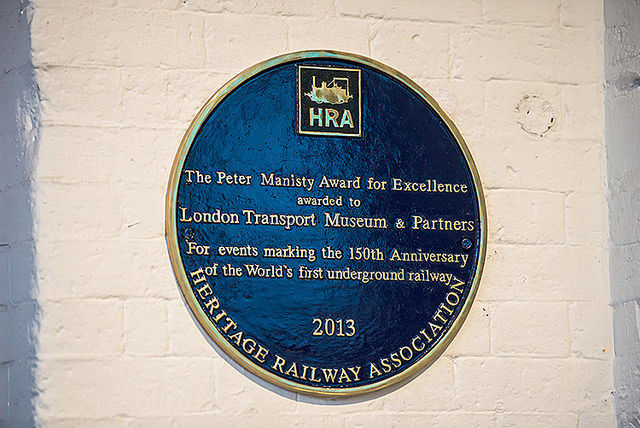 HRA
The Peter Manisty Award for Excellence
awarded to
London Transport Museum & Partners
For events marking the 150th Anniversary
of the World's first underground railway
2013
HERITAGE RAILWAY ASSOCIATION